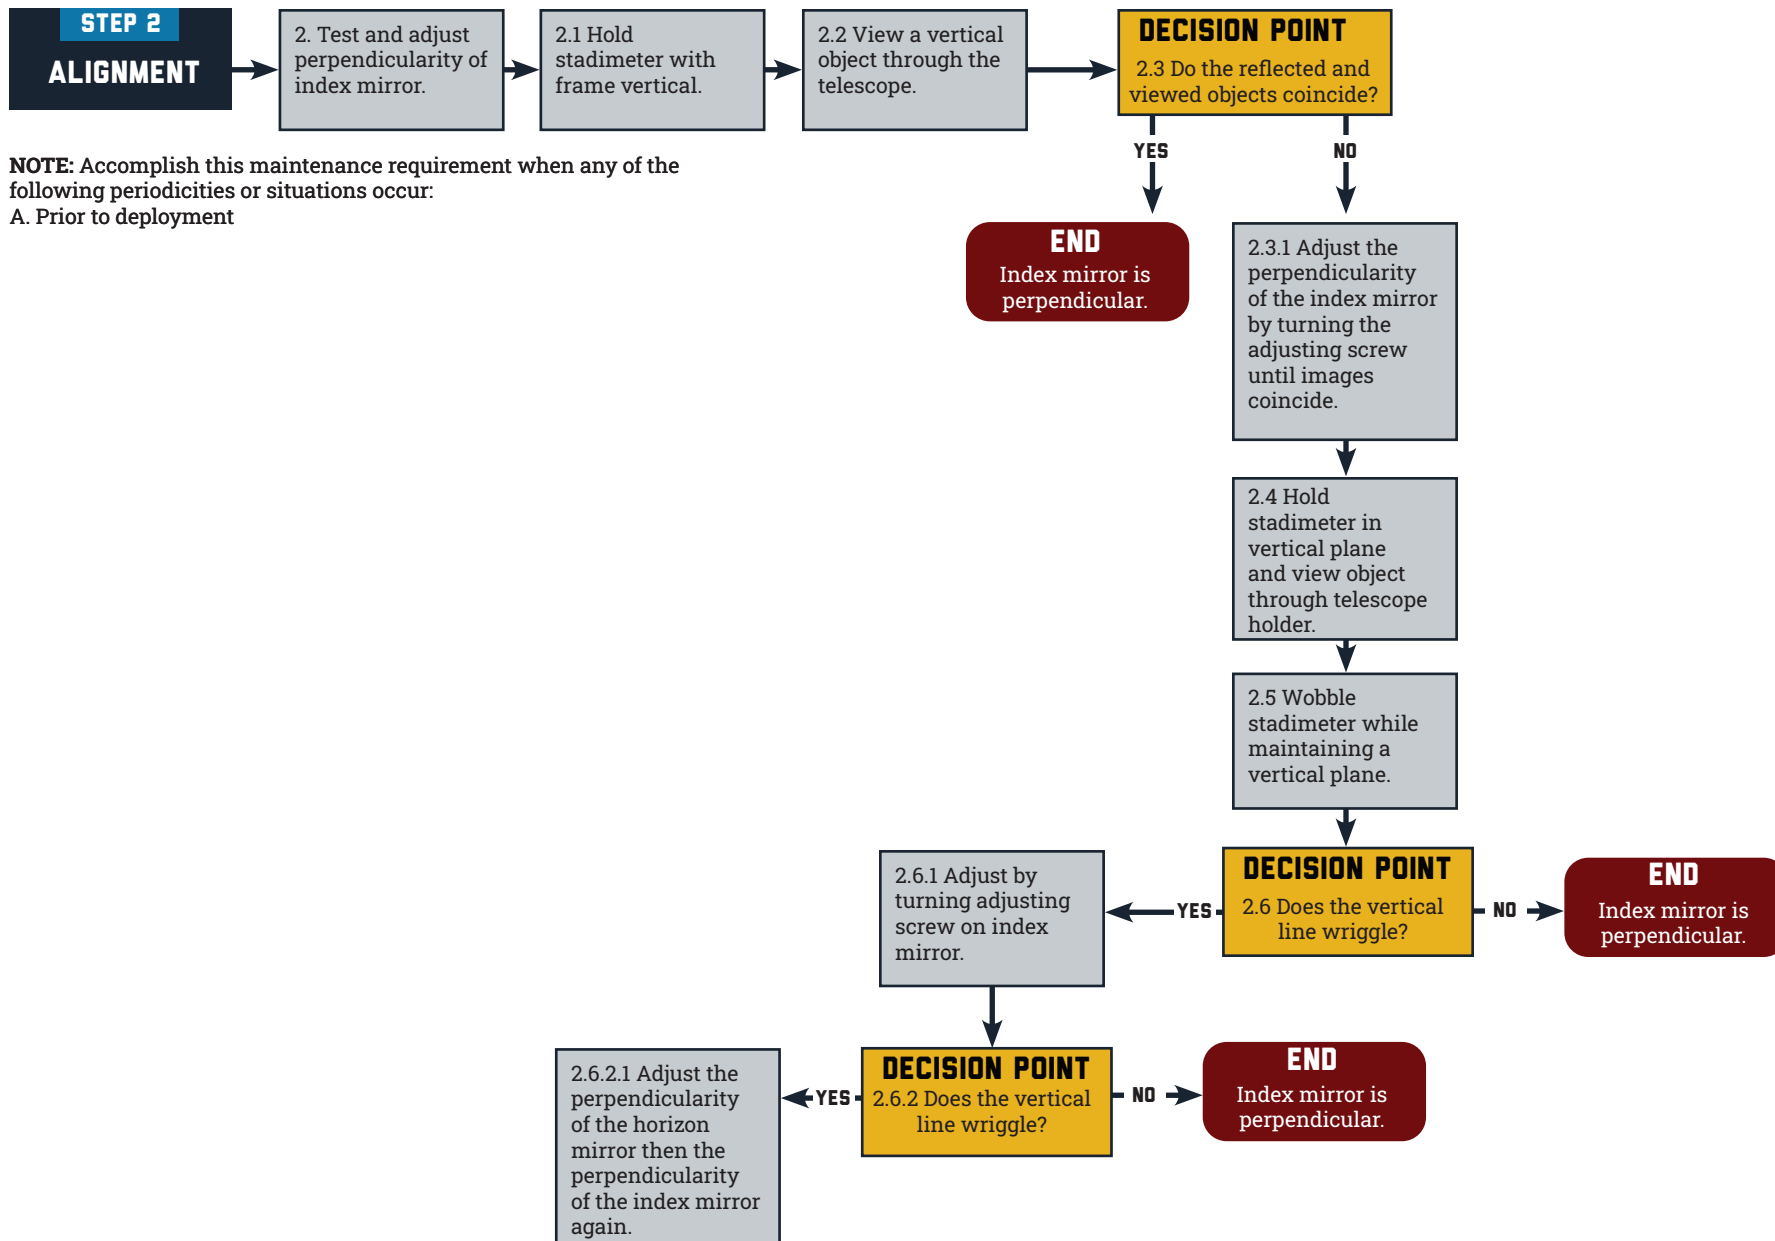 STEP 2
ALIGNMENT
2. Test and adjust
perpendicularity of
index mirror.
2.1 Hold
stadimeter with
frame vertical.
2.2 View a vertical
object through the
telescope.
DECISION POINT
2.3 Do the reflected and
viewed objects coincide?
NOTE: Accomplish this maintenance requirement when any of the
following periodicities or situations occur:
A. Prior to deployment
YES
NO
END
Index mirror is
perpendicular.
2.3.1 Adjust the
perpendicularity
of the index mirror
by turning the
adjusting screw
until images
coincide.
2.4 Hold
stadimeter in
vertical plane
and view object
through telescope
holder.
2.5 Wobble
stadimeter while
maintaining a
vertical plane.
DECISION POINT
2.6 Does the vertical
line wriggle?
NO
END
Index mirror is
perpendicular.
YES
2.6.1 Adjust by
turning adjusting
screw on index
mirror.
DECISION POINT
2.6.2 Does the vertical
line wriggle?
NO
END
Index mirror is
perpendicular.
YES
2.6.2.1 Adjust the
perpendicularity
of the horizon
mirror then the
perpendicularity
of the index mirror
again.